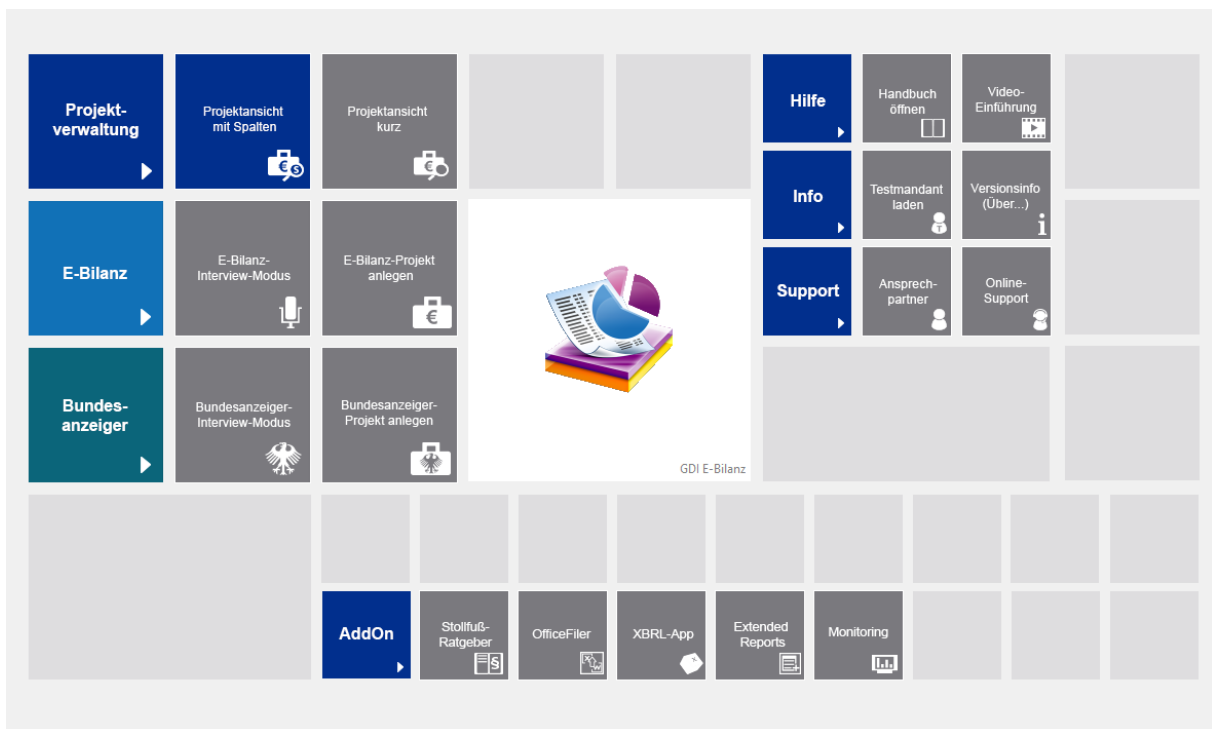 Projekt-
verwaltung
Projektansicht
mit Spalten
Projektansicht
kurz
Hilfe
Handbuch
öffnen
Video-
Einführung
Info
Testmandant
laden
Versionsinfo
(Über...)
E-Bilanz
E-Bilanz-
Interview-Modus
E-Bilanz-Projekt
anlegen
Support
Ansprech-
partner
Online-
Support
Bundes-
anzeiger
Bundesanzeiger-
Interview-Modus
Bundesanzeiger-
Projekt anlegen
GDI E-Bilanz
AddOn
Stollfuß-
Ratgeber
OfficeFiler
XBRL-App
Extended
Reports
Monitoring